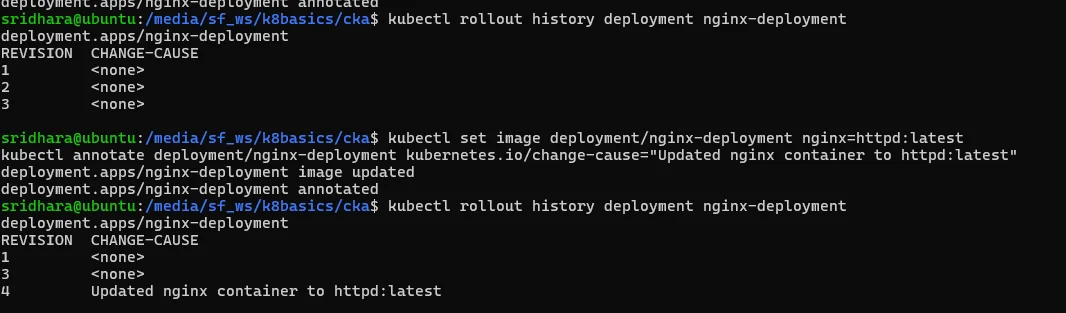 deployment.apps/nginx-deployment annotated
sridhara@ubuntu:/media/sf_ws/k8basics/cka$ kubectl rollout history deployment nginx-deployment
deployment.apps/nginx-deployment
REVISION  CHANGE-CAUSE
1         <none>
2         <none>
3         <none>
sridhara@ubuntu:/media/sf_ws/k8basics/cka$ kubectl set image deployment/nginx-deployment nginx=httpd:latest
kubectl annotate deployment/nginx-deployment kubernetes.io/change-cause="Updated nginx container to httpd:latest"
deployment.apps/nginx-deployment image updated
deployment.apps/nginx-deployment annotated
sridhara@ubuntu:/media/sf_ws/k8basics/cka$ kubectl rollout history deployment nginx-deployment
deployment.apps/nginx-deployment
REVISION  CHANGE-CAUSE
1         <none>
3         <none>
4         Updated nginx container to httpd:latest